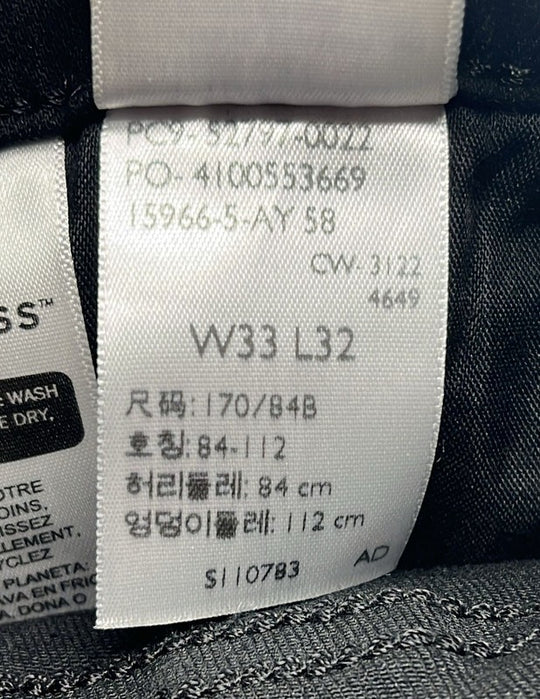 PC9-52797-0022
PO-4100553669
15966-5-AY 58
CW-3122
4649
W33 L32
尺码:170/84B
호칭:84-112
허리둘레: 84 cm
엉덩이둘레: 112 cm
S110783 AD
SS™
WASH
E DRY.
OTRE
OINS,
ISSEZ
LEMENT,
YCLEZ
PLANETA:
AVA EN FRIO
A, DONA O